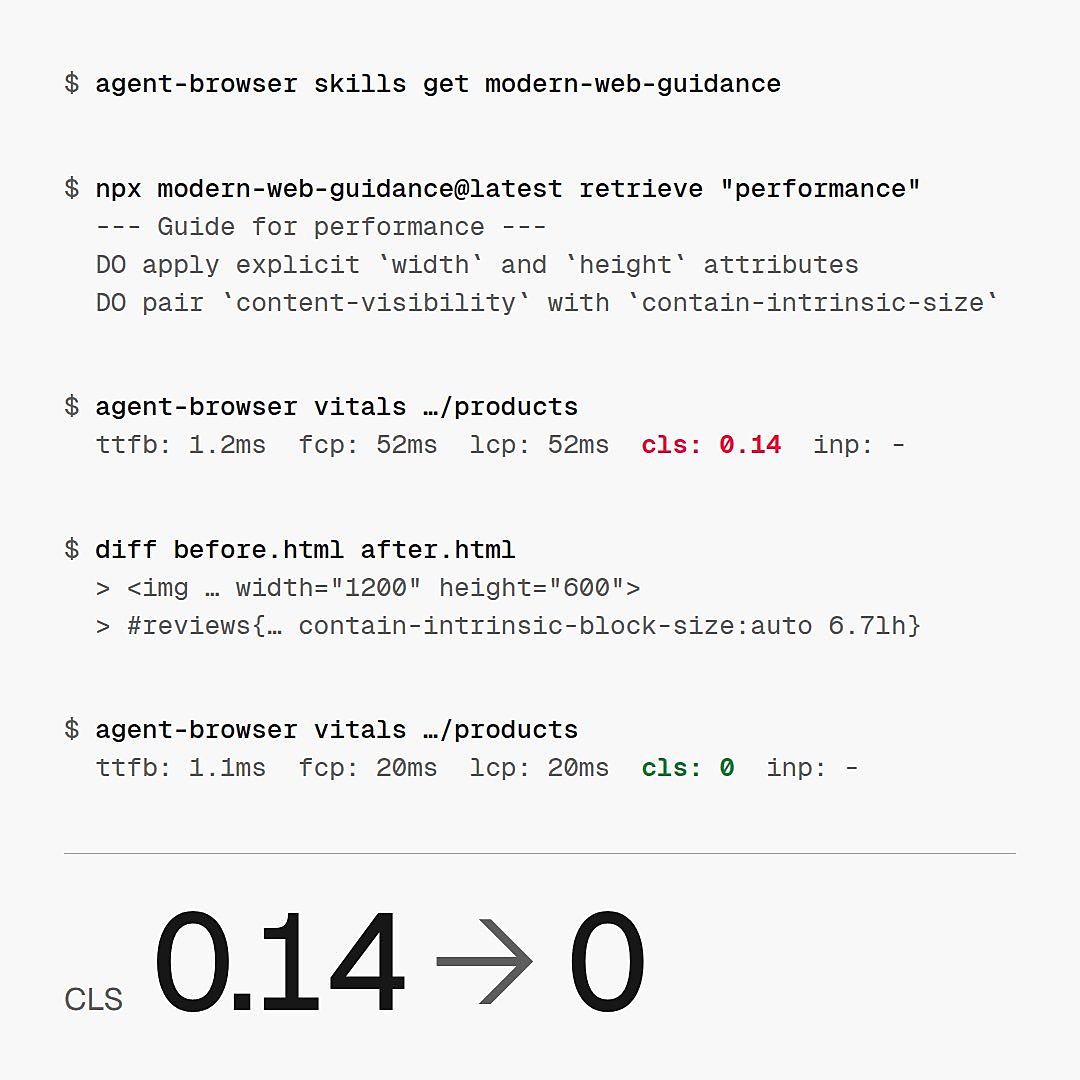 $ agent-browser skills get modern-web-guidance
$ npx modern-web-guidance@latest retrieve "performance"
--- Guide for performance ---
DO apply explicit `width` and `height` attributes
DO pair `content-visibility` with `contain-intrinsic-size`
$ agent-browser vitals …/products
ttfb: 1.2ms  fcp: 52ms  lcp: 52ms  cls: 0.14  inp: -
$ diff before.html after.html
> <img … width="1200" height="600">
> #reviews{… contain-intrinsic-block-size:auto 6.7lh}
$ agent-browser vitals …/products
ttfb: 1.1ms  fcp: 20ms  lcp: 20ms  cls: 0  inp: -
CLS 0.14 → 0